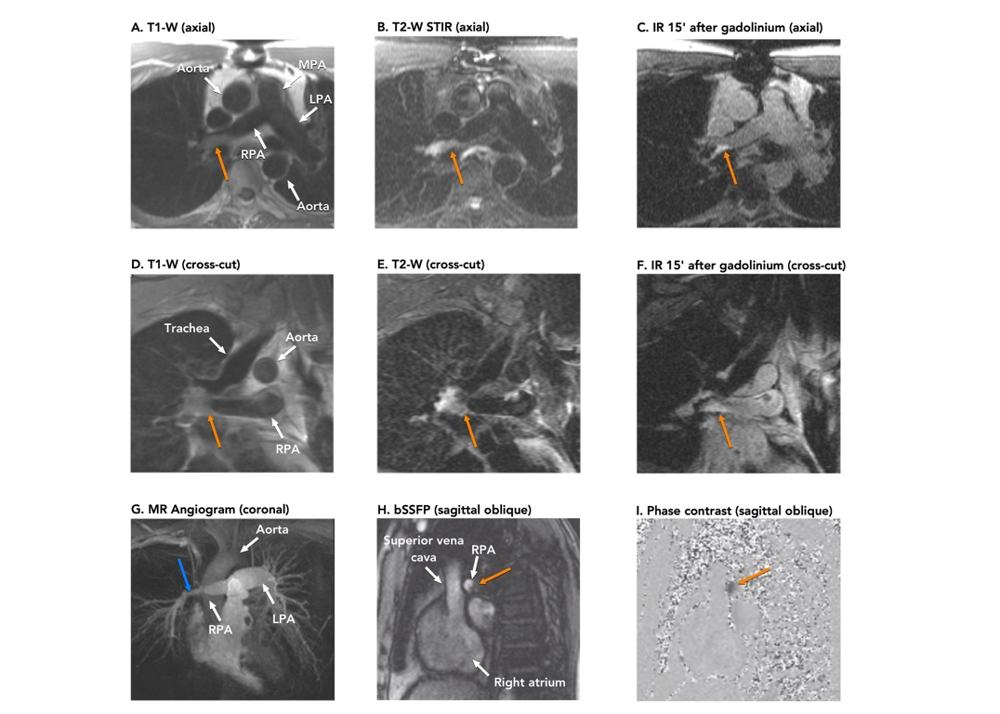 A. T1-W (axial)
B. T2-W STIR (axial)
C. IR 15' after gadolinium (axial)
Aorta
MPA
LPA
RPA
Aorta
D. T1-W (cross-cut)
E. T2-W (cross-cut)
F. IR 15' after gadolinium (cross-cut)
Trachea
Aorta
RPA
G. MR Angiogram (coronal)
H. bSSFP (sagittal oblique)
I. Phase contrast (sagittal oblique)
Aorta
RPA
LPA
Superior vena
cava
RPA
Right atrium